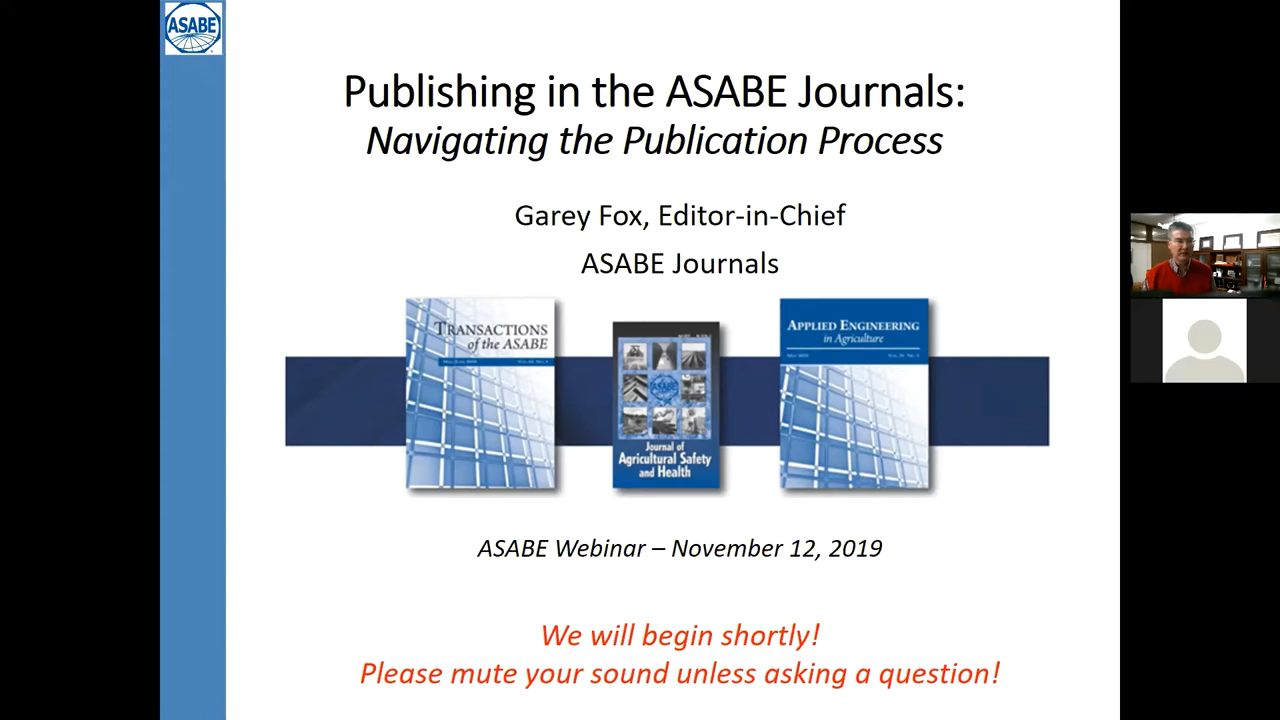 ASABE
Publishing in the ASABE Journals:
Navigating the Publication Process
Garey Fox, Editor-in-Chief
ASABE Journals
TRANSACTIONS
of the ASABE
ASABE
Journal of
Agricultural Safety
and Health
APPLIED ENGINEERING
in Agriculture
ASABE Webinar – November 12, 2019
We will begin shortly!
Please mute your sound unless asking a question!